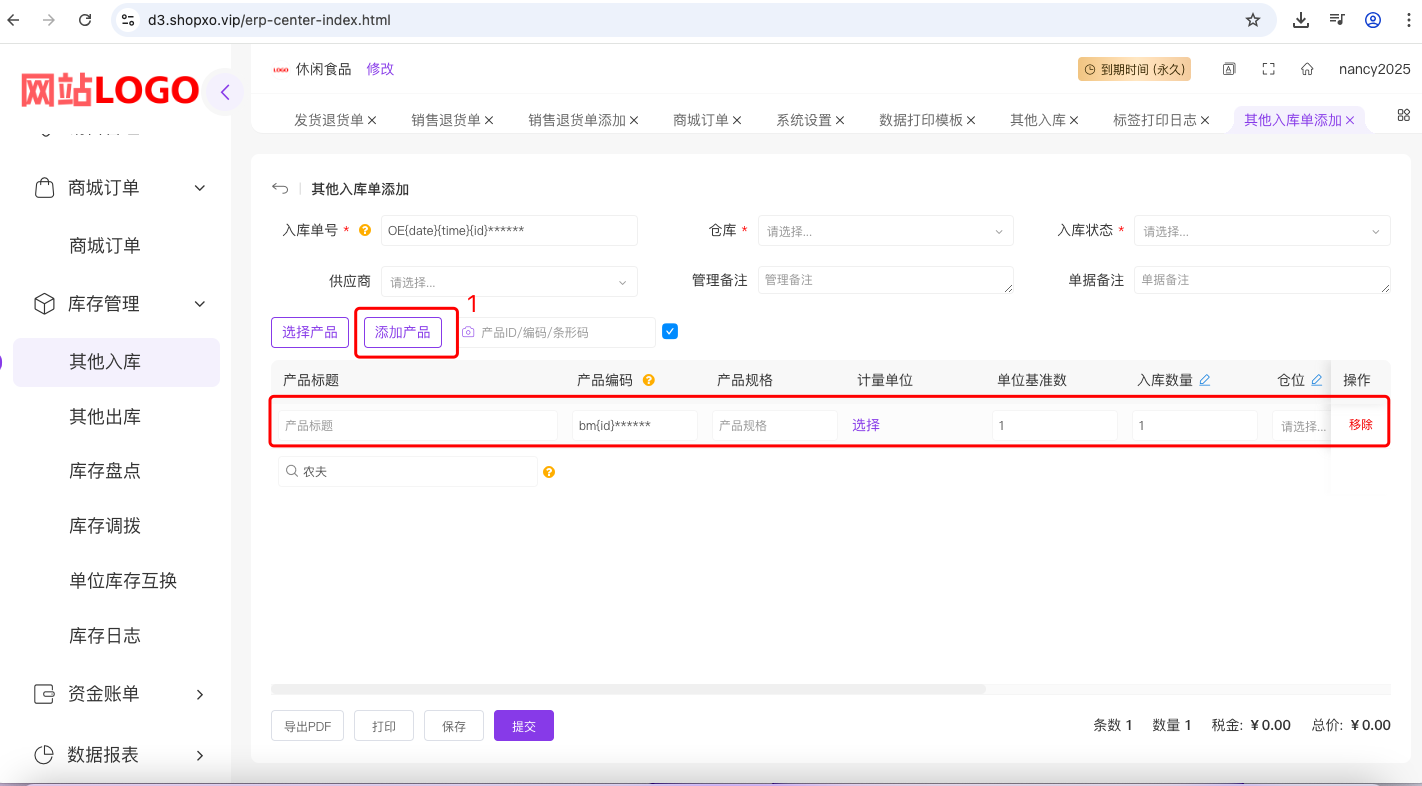 d3.shopxo.vip/erp-center-index.html
网站LOGO
休闲食品 修改 到期时间 (永久) nancy2025
发货退货单 销售退货单 销售退货单添加 商城订单 系统设置 数据打印模板 其他入库 标签打印日志 其他入库单添加
商城订单
商城订单
库存管理
其他入库
其他出库
库存盘点
库存调拨
单位库存互换
库存日志
资金账单
数据报表
其他入库单添加
入库单号 * OE{date}{time}{id}****** 仓库 * 请选择... 入库状态 * 请选择...
供应商 请选择... 管理备注 管理备注 单据备注 单据备注
1
选择产品 添加产品 产品ID/编码/条形码
产品标题 产品编码 产品规格 计量单位 单位基准数 入库数量 仓位 操作
产品标题 bm{id}****** 产品规格 选择 1 1 请选择... 移除
农夫
导出PDF 打印 保存 提交 条数 1 数量 1 税金: ¥0.00 总价: ¥0.00